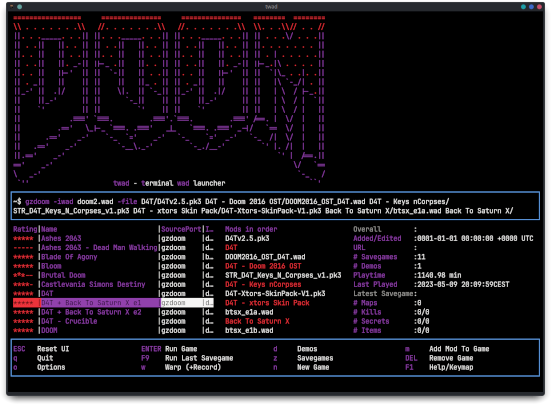 twad
twad - terminal wad launcher
~$ gzdoom -iwad doom2.wad -file D4T/D4Tv2.5.pk3 D4T - Doom 2016 OST/DOOM2016_OST_D4T.wad D4T - Keys nCorpses/
STR_D4T_Keys_N_Corpses_v1.pk3 D4T - xtors Skin Pack/D4T-Xtors-SkinPack-V1.pk3 Back To Saturn X/btsx_e1a.wad Back To Saturn X/
Rating|Name |SourcePort|I… Mods in order Overall :
***** |Ashes 2063 |gzdoom |d… D4Tv2.5.pk3 Added/Edited :0001-01-01 00:00:00 +0000 UTC
----- |Ashes 2063 - Dead Man Walking|gzdoom |d… D4T URL :
***** |Blade Of Agony |gzdoom |b… DOOM2016_OST_D4T.wad # Savegames :11
***** |Bloom |gzdoom |d… D4T - Doom 2016 OST # Demos :1
|Brutal Doom |gzdoom |d… STR_D4T_Keys_N_Corpses_v1.pk3 Playtime :1140.98 min
|Castlevania Simons Destiny |gzdoom |d… D4T - Keys nCorpses Last Played :2023-05-09 20:09:59CEST
***** |D4T |gzdoom |d… D4T-Xtors-SkinPack-V1.pk3 Latest Savegame:
***** |D4T + Back To Saturn X e1 |gzdoom |d… D4T - xtors Skin Pack # Maps :0
***** |D4T + Back To Saturn X e2 |gzdoom |d… btsx_e1a.wad # Kills :0/0
***** |D4T - Crucible |gzdoom |d… Back To Saturn X # Secrets :0/0
***** |DOOM |gzdoom |d… btsx_e1b.wad # Items :0/0
ESC Reset UI ENTER Run Game d Demos m Add Mod To Game
q Quit F9 Run Last Savegame z Savegames DEL Remove Game
o Options w Warp (+Record) n New Game F1 Help/Keymap